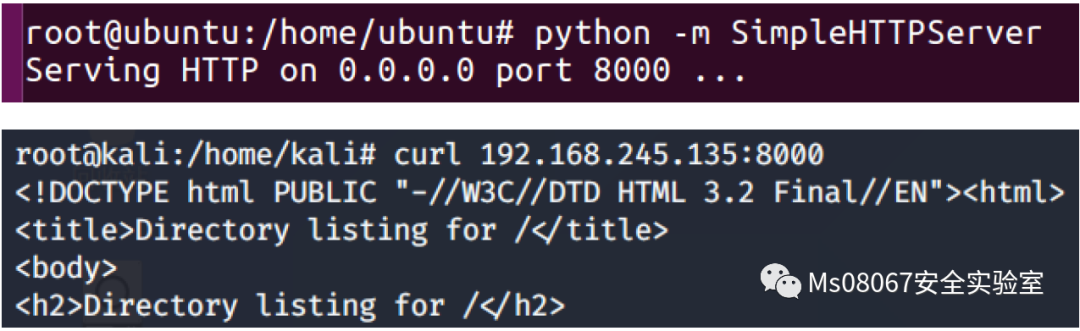 root@ubuntu:/home/ubuntu# python -m SimpleHTTPServer
Serving HTTP on 0.0.0.0 port 8000 ...
root@kali:/home/kali# curl 192.168.245.135:8000
<!DOCTYPE html PUBLIC "-//W3C//DTD HTML 3.2 Final//EN"><html>
<title>Directory listing for /</title>
<body>
<h2>Directory listing for /</h2>
Ms08067安全实验室